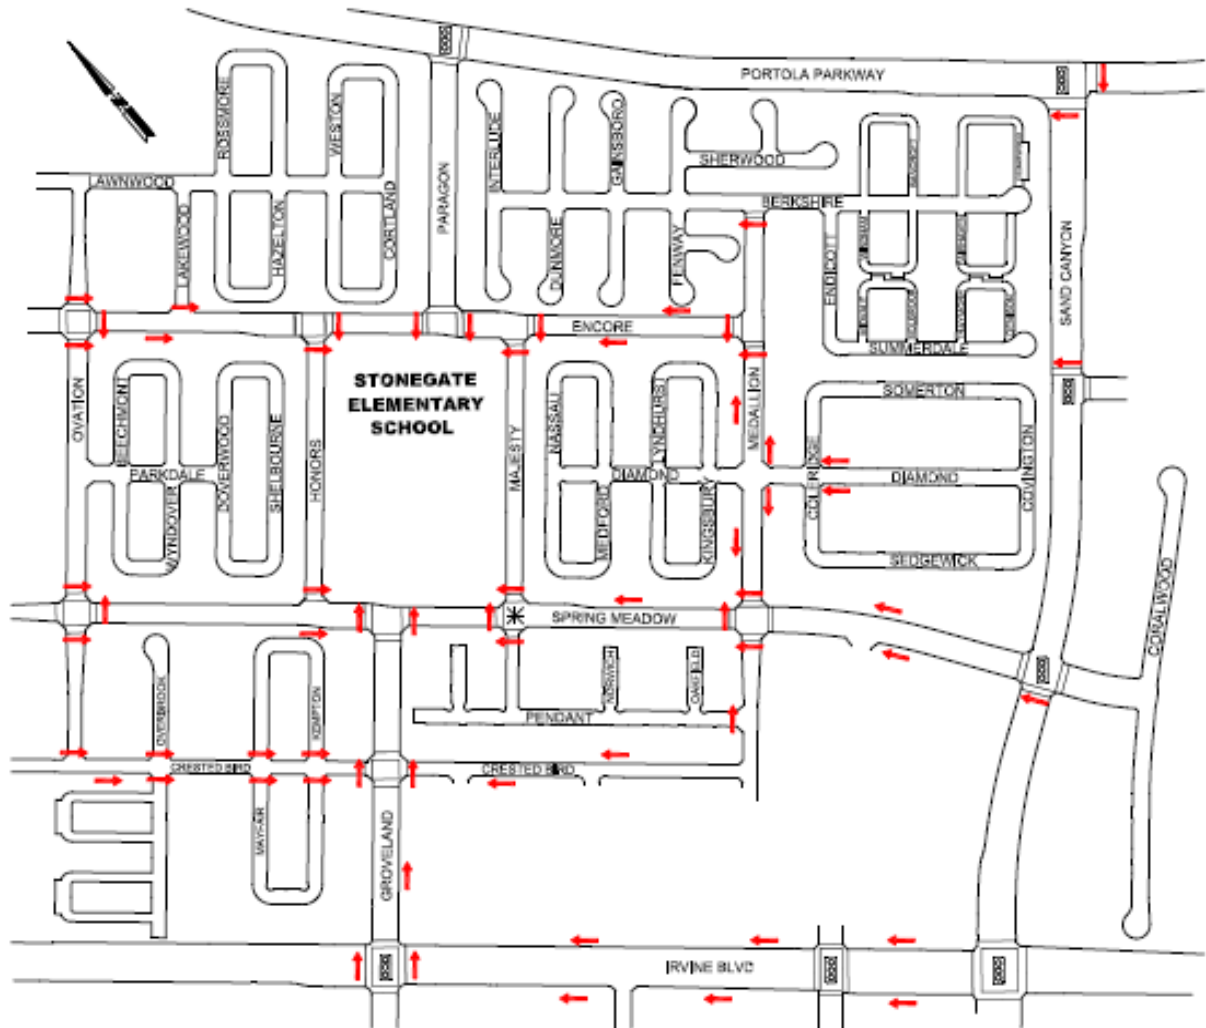 PORTOLA PARKWAY
ROSSMORE
WESTON
INTERLUDE
GAINSBORO
SHERWOOD
LAWNWOOD
PARAGON
BERKSHIRE
LAKEWOOD
HAZELTON
CORTLAND
DUNMORE
FENWAY
ENDICOTT
SAND CANYON
ENCORE
SUMMERDALE
STONEGATE
ELEMENTARY
SCHOOL
OVATION
BEECHMONT
DOVERWOOD
SHELBOURNE
HONORS
MAJESTY
NASSAU
LYNDHURST
MEDALLION
SOMERTON
PARKDALE
DIAMOND
COLERIDGE
DIAMOND
COVINGTON
WYNDOVER
MEDFORD
KINGSBURY
SEDGEWICK
CORALWOOD
SPRING MEADOW
OVERBROOK
KEMPTON
NORWICH
OAKFIELD
PENDANT
CRESTED BIRD
CRESTED BIRD
MAYFAIR
GROVELAND
IRVINE BLVD